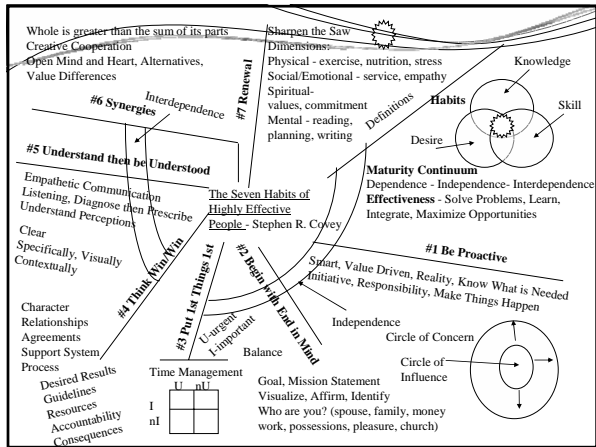 Whole is greater than the sum of its parts
Creative Cooperation
Open Mind and Heart, Alternatives,
Value Differences
#6 Synergies
Interdependence
#7 Renewal
Sharpen the Saw
Dimensions:
Physical - exercise, nutrition, stress
Social/Emotional - service, empathy
Spiritual-
values, commitment
Mental - reading,
planning, writing
Definitions
Knowledge
Habits
Skill
Desire
Maturity Continuum
Dependence - Independence- Interdependence
Effectiveness - Solve Problems, Learn,
Integrate, Maximize Opportunities
#5 Understand then be Understood
Empathetic Communication
Listening, Diagnose then Prescribe
Understand Perceptions
The Seven Habits of
Highly Effective
People - Stephen R. Covey
#1 Be Proactive
Smart, Value Driven, Reality, Know What is Needed
Initiative, Responsibility, Make Things Happen
Clear
Specifically, Visually
Contextually
#4 Think Win/Win
Character
Relationships
Agreements
Support System
Process
Desired Results
Guidelines
Resources
Accountability
Consequences
#3 Put 1st Things 1st
U-urgent
I-important
Time Management
U nU
I
nI
#2 Begin with End in Mind
Balance
Independence
Goal, Mission Statement
Visualize, Affirm, Identify
Who are you? (spouse, family, money
work, possessions, pleasure, church)
Circle of Concern
Circle of
Influence